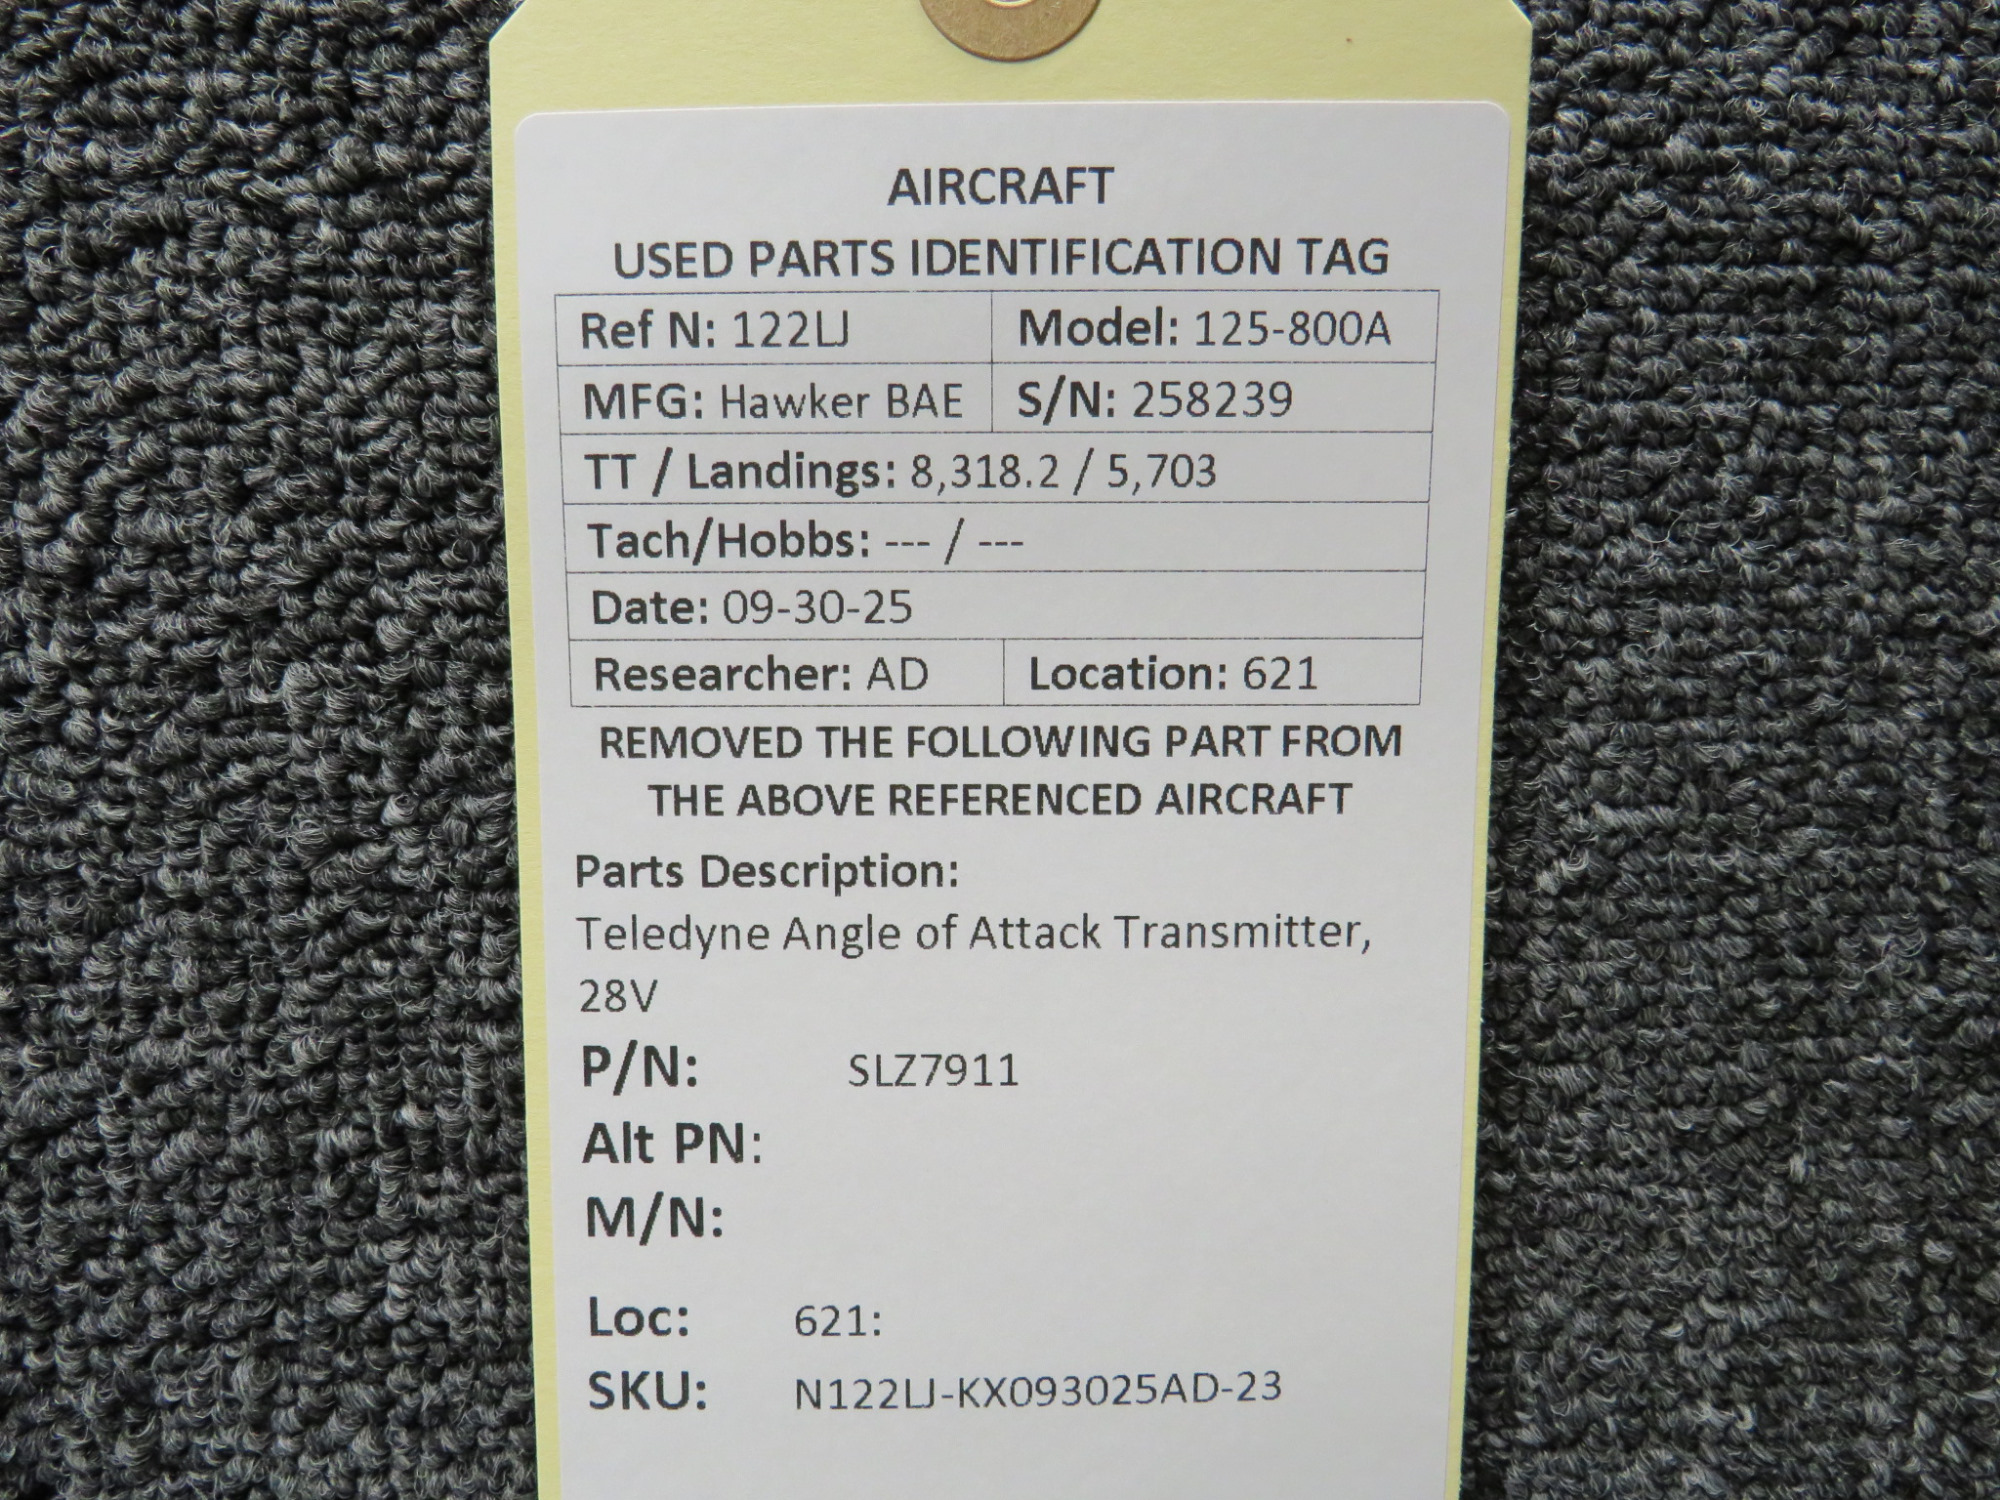 AIRCRAFT
USED PARTS IDENTIFICATION TAG
Ref N: 122LJ Model: 125-800A
MFG: Hawker BAE S/N: 258239
TT / Landings: 8,318.2 / 5,703
Tach/Hobbs: --- / ---
Date: 09-30-25
Researcher: AD Location: 621
REMOVED THE FOLLOWING PART FROM
THE ABOVE REFERENCED AIRCRAFT
Parts Description:
Teledyne Angle of Attack Transmitter,
28V
P/N: SLZ7911
Alt PN:
M/N:
Loc: 621:
SKU: N122LJ-KX093025AD-23